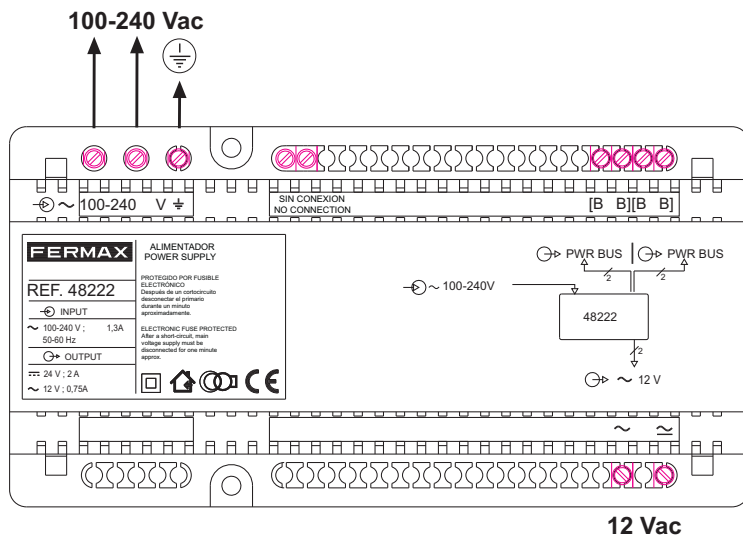 100-240 Vac
100-240 V
SIN CONEXION
NO CONNECTION
[B B][B B]
FERMAX
REF. 48222
INPUT
~ 100-240 V ; 1,3A
50-60 Hz
OUTPUT
24 V ; 2 A
~ 12 V ; 0,75A
ALIMENTADOR
POWER SUPPLY
PROTEGIDO POR FUSIBLE
ELECTRÓNICO
Después de un cortocircuito
desconectar el primario
durante un minuto
aproximadamente.
ELECTRONIC FUSE PROTECTED
After a short-circuit, main
voltage supply must be
disconnected for one minute
approx.
CE
PWR BUS
PWR BUS
2
2
~ 100-240V
48222
2
~ 12 V
12 Vac